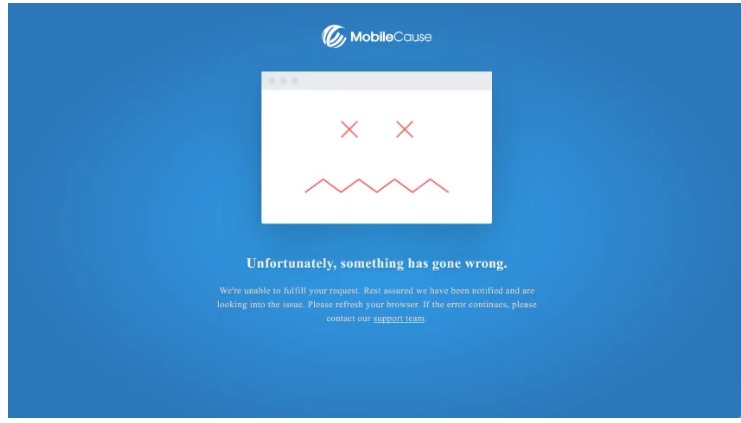 MobileCause
Unfortunately, something has gone wrong.
We're unable to fulfill your request. Rest assured we have been notified and are
looking into the issue. Please refresh your browser. If the error continues, please
contact our support team.